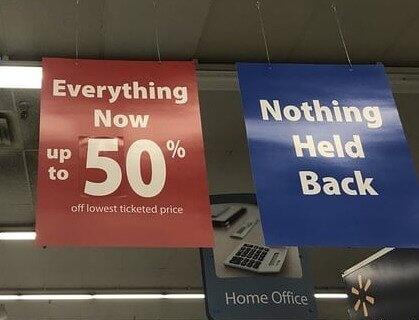 Everything
Now
up to 50%
off lowest ticketed price
Nothing
Held
Back
Home Office